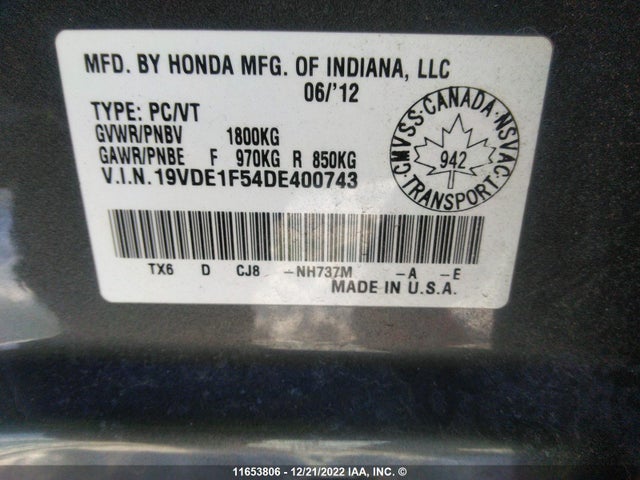 MFD. BY HONDA MFG. OF INDIANA, LLC
06/'12
TYPE: PC/VT
GVWR/PNBV 1800KG
GAWR/PNBE F 970KG R 850KG
V.I.N. 19VDE1F54DE400743
CMVSS · CANADA · NSVAC
942
TRANSPORT
TX6 D CJ8 -NH737M -A -E
MADE IN U.S.A.
11653806 - 12/21/2022 - IAA, INC. ©